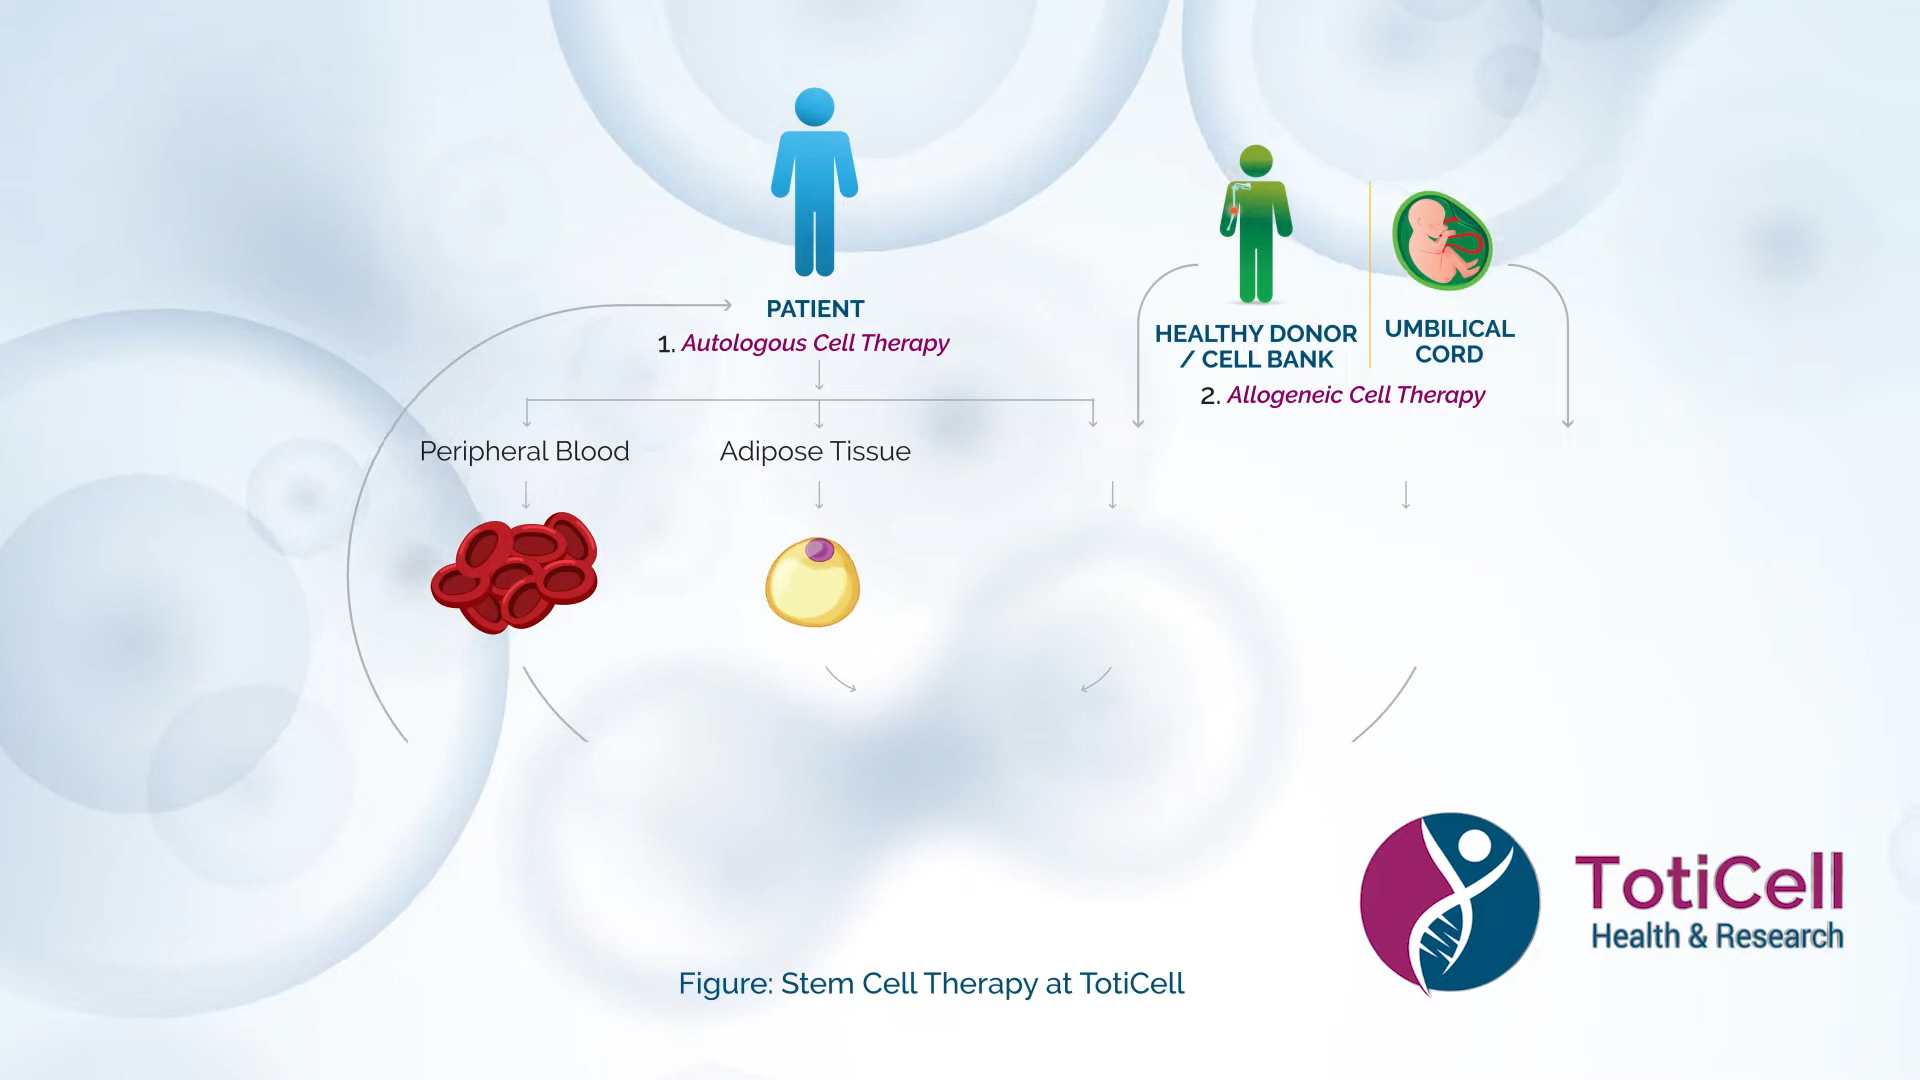 PATIENT
1. Autologous Cell Therapy
HEALTHY DONOR
/ CELL BANK
UMBILICAL
CORD
2. Allogeneic Cell Therapy
Peripheral Blood
Adipose Tissue
TotiCell
Health & Research
Figure: Stem Cell Therapy at TotiCell